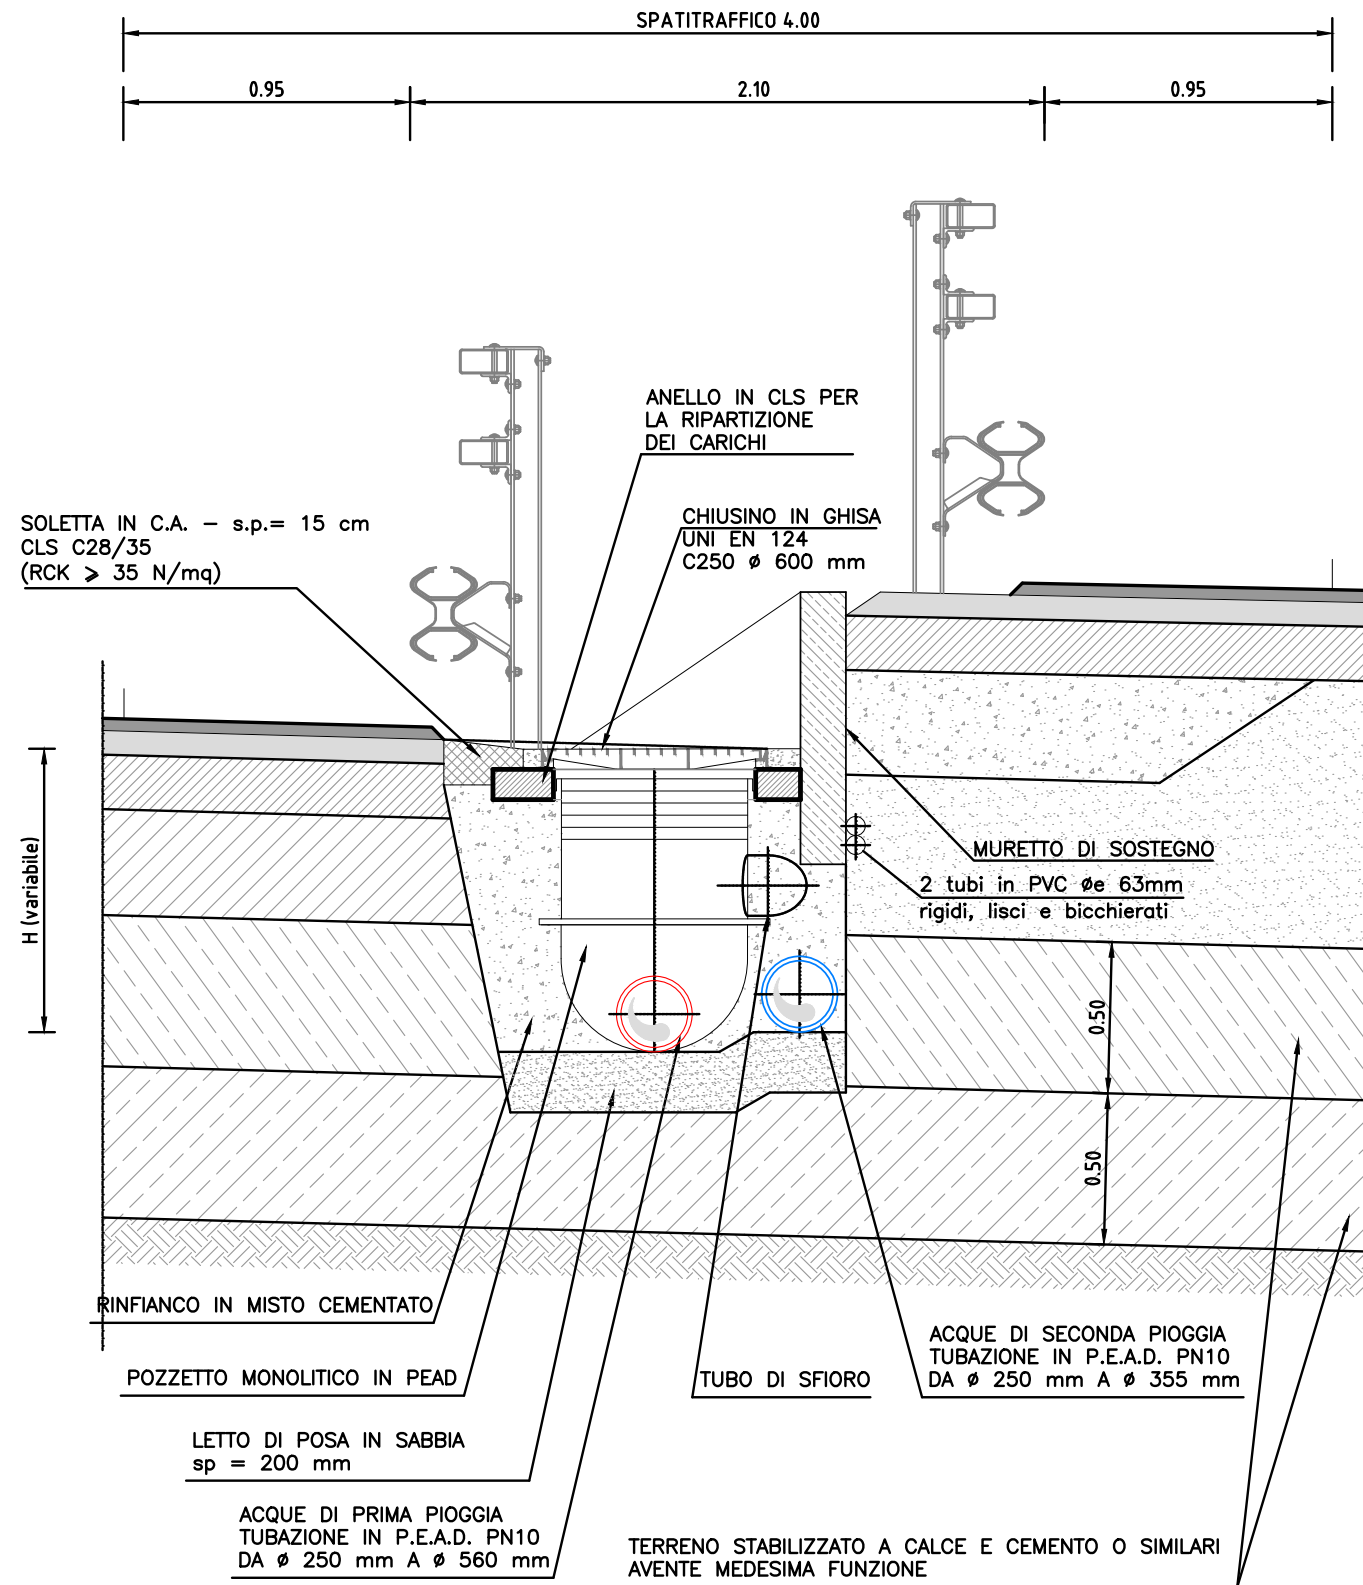 SPATITRAFFICO 4.00
0.95
2.10
0.95
ANELLO IN CLS PER
LA RIPARTIZIONE
DEI CARICHI
CHIUSINO IN GHISA
UNI EN 124
C250 ø 600 mm
SOLETTA IN C.A. – s.p.= 15 cm
CLS C28/35
(RCK ⩾ 35 N/mq)
H (variabile)
MURETTO DI SOSTEGNO
2 tubi in PVC øe 63mm
rigidi, lisci e bicchierati
0.50
0.50
RINFIANCO IN MISTO CEMENTATO
POZZETTO MONOLITICO IN PEAD
TUBO DI SFIORO
ACQUE DI SECONDA PIOGGIA
TUBAZIONE IN P.E.A.D. PN10
DA ø 250 mm A ø 355 mm
LETTO DI POSA IN SABBIA
sp = 200 mm
ACQUE DI PRIMA PIOGGIA
TUBAZIONE IN P.E.A.D. PN10
DA ø 250 mm A ø 560 mm
TERRENO STABILIZZATO A CALCE E CEMENTO O SIMILARI
AVENTE MEDESIMA FUNZIONE